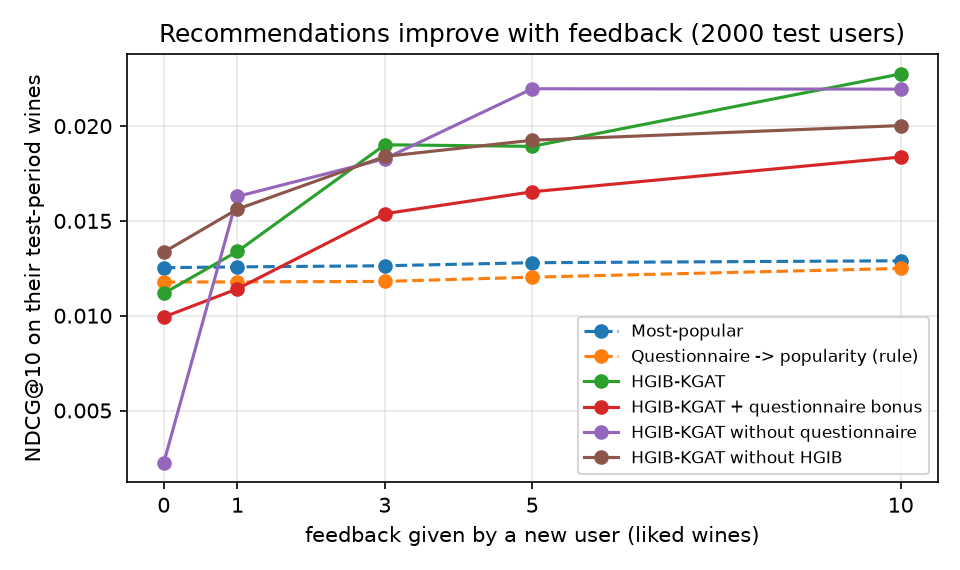 Recommendations improve with feedback (2000 test users)
NDCG@10 on their test-period wines
0.020
0.015
0.010
0.005
Most-popular
Questionnaire -> popularity (rule)
HGIB-KGAT
HGIB-KGAT + questionnaire bonus
HGIB-KGAT without questionnaire
HGIB-KGAT without HGIB
0 1 3 5 10
feedback given by a new user (liked wines)